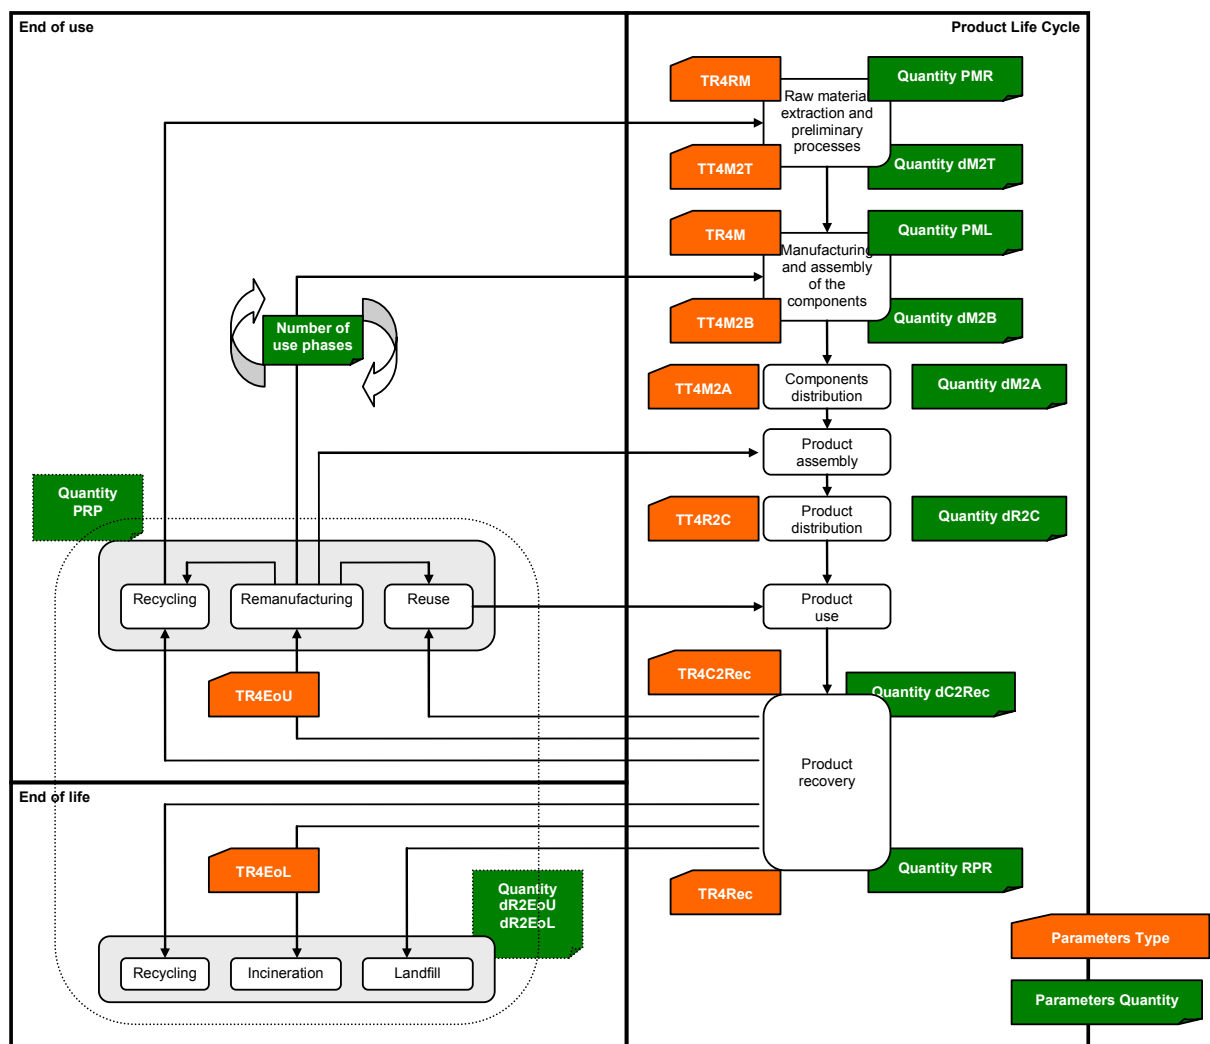 End of use
Product Life Cycle
TR4RM
Quantity PMR
Raw material
extraction and
preliminary
processes
TT4M2T
Quantity dM2T
TR4M
Quantity PML
Manufacturing
and assembly
of the
components
TT4M2B
Quantity dM2B
Number of
use phases
TT4M2A
Components
distribution
Quantity dM2A
Product
assembly
Quantity
PRP
TT4R2C
Product
distribution
Quantity dR2C
Recycling
Remanufacturing
Reuse
Product
use
TR4EoU
TR4C2Rec
Quantity dC2Rec
Product
recovery
End of life
TR4EoL
Quantity
dR2EoU
dR2EoL
Quantity RPR
TR4Rec
Recycling
Incineration
Landfill
Parameters Type
Parameters Quantity